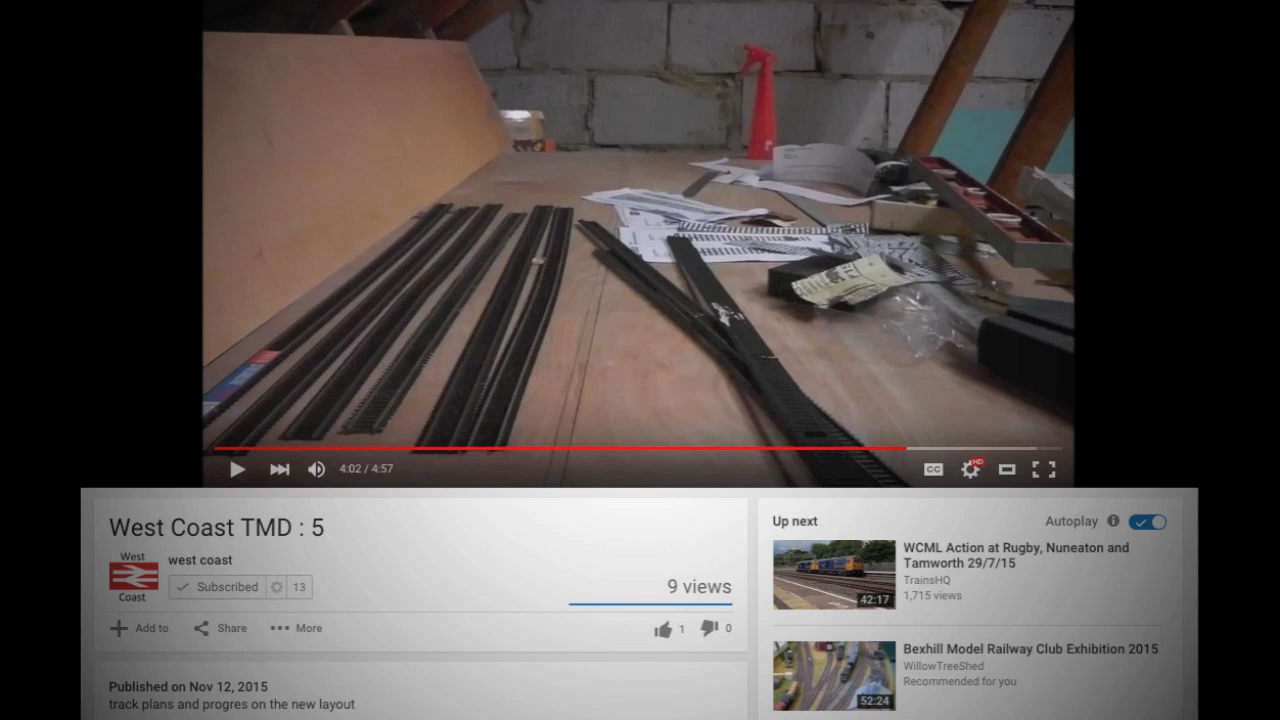 4:02 / 4:57
CC
HD
West Coast TMD : 5
West
Coast
west coast
Subscribed
13
9 views
Add to
Share
More
1
0
Published on Nov 12, 2015
track plans and progres on the new layout
Up next
Autoplay
WCML Action at Rugby, Nuneaton and
Tamworth 29/7/15
TrainsHQ
1,715 views
42:17
Bexhill Model Railway Club Exhibition 2015
WillowTreeShed
Recommended for you
52:24